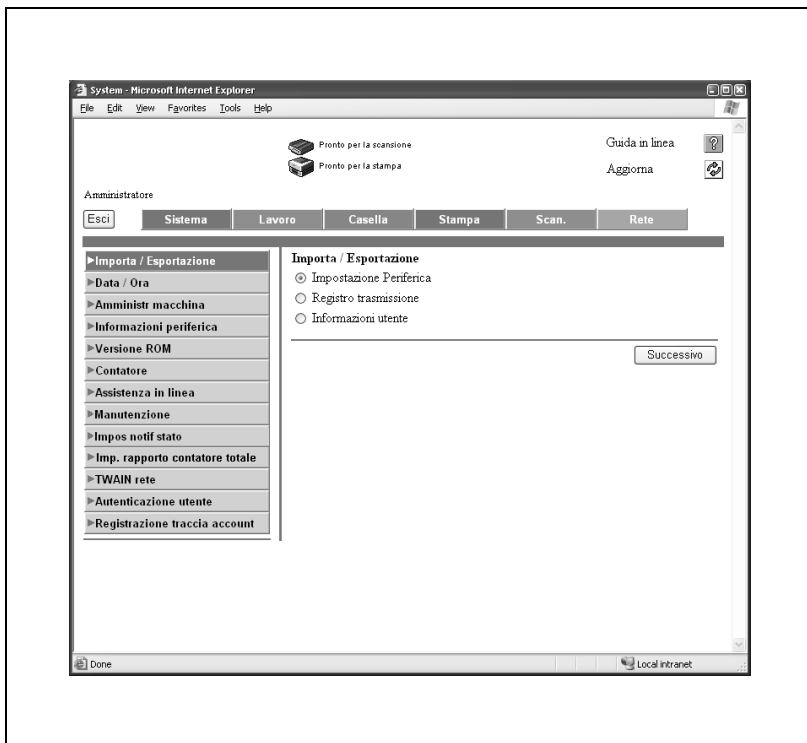 System - Microsoft Internet Explorer
File Edit View Favorites Tools Help
Pronto per la scansione
Pronto per la stampa
Guida in linea ?
Aggiorna
Amministratore
Esci Sistema Lavoro Casella Stampa Scan. Rete
Importa / Esportazione
Data / Ora
Amministr macchina
Informazioni periferica
Versione ROM
Contatore
Assistenza in linea
Manutenzione
Impos notif stato
Imp. rapporto contatore totale
TWAIN rete
Autenticazione utente
Registrazione traccia account
Importa / Esportazione
Impostazione Periferica
Registro trasmissione
Informazioni utente
Successivo
Done
Local intranet